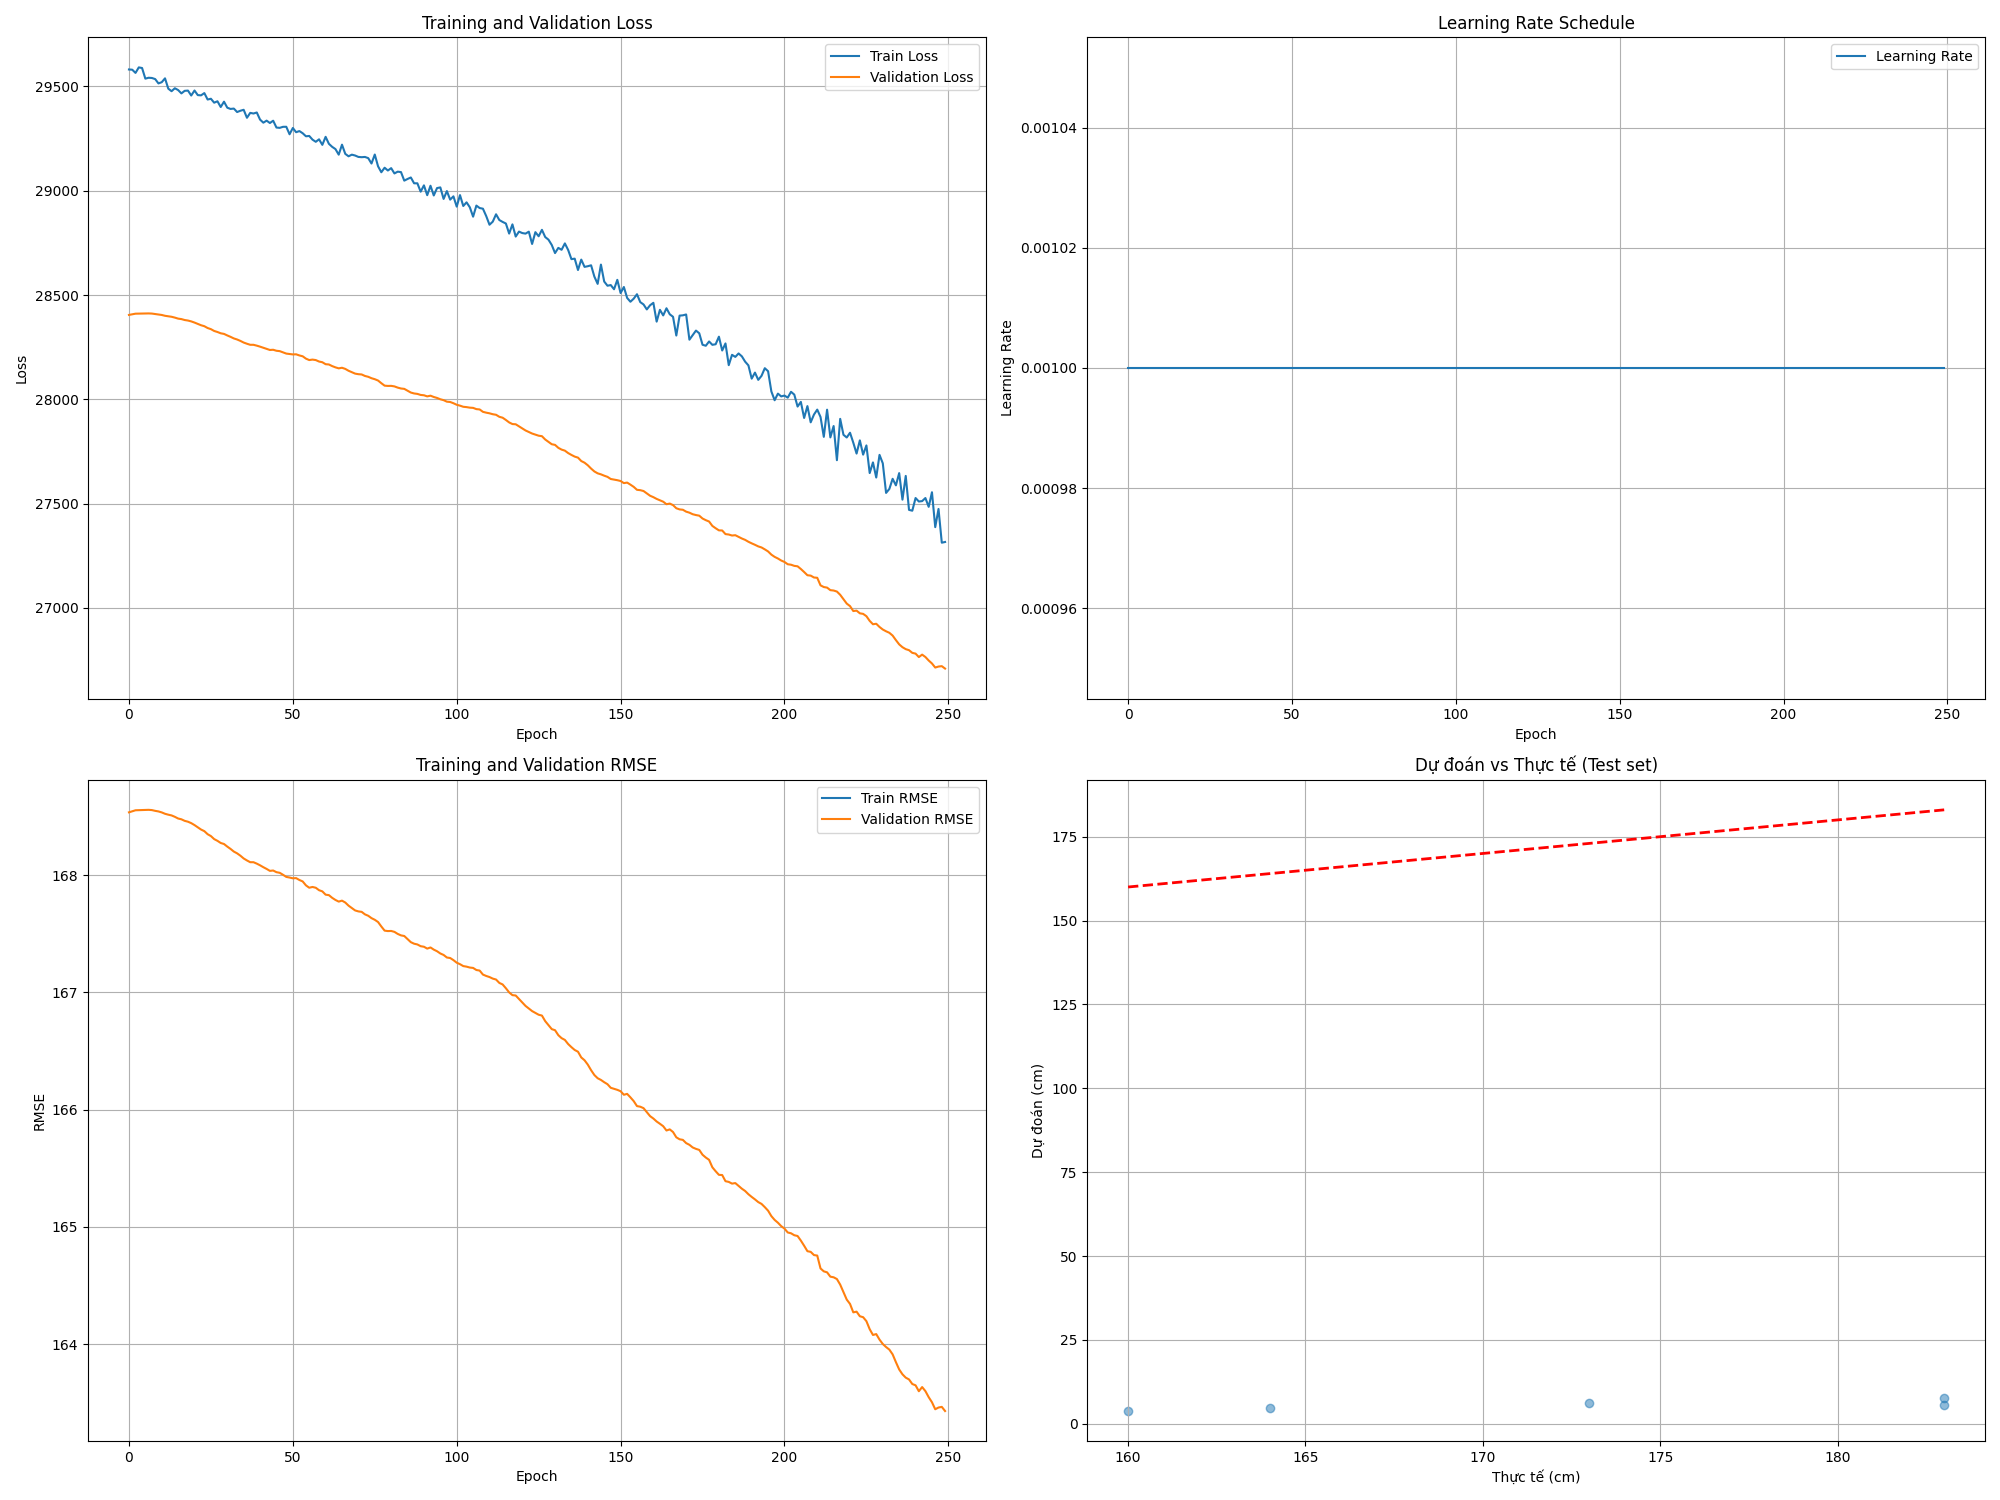 Training and Validation Loss
Train Loss
Validation Loss
29500
29000
28500
28000
27500
27000
Loss
0 50 100 150 200 250
Epoch
Learning Rate Schedule
Learning Rate
0.00104
0.00102
0.00100
0.00098
0.00096
Learning Rate
0 50 100 150 200 250
Epoch
Training and Validation RMSE
Train RMSE
Validation RMSE
168
167
166
165
164
RMSE
0 50 100 150 200 250
Epoch
Dự đoán vs Thực tế (Test set)
175
150
125
100
75
50
25
0
Dự đoán (cm)
160 165 170 175 180
Thực tế (cm)